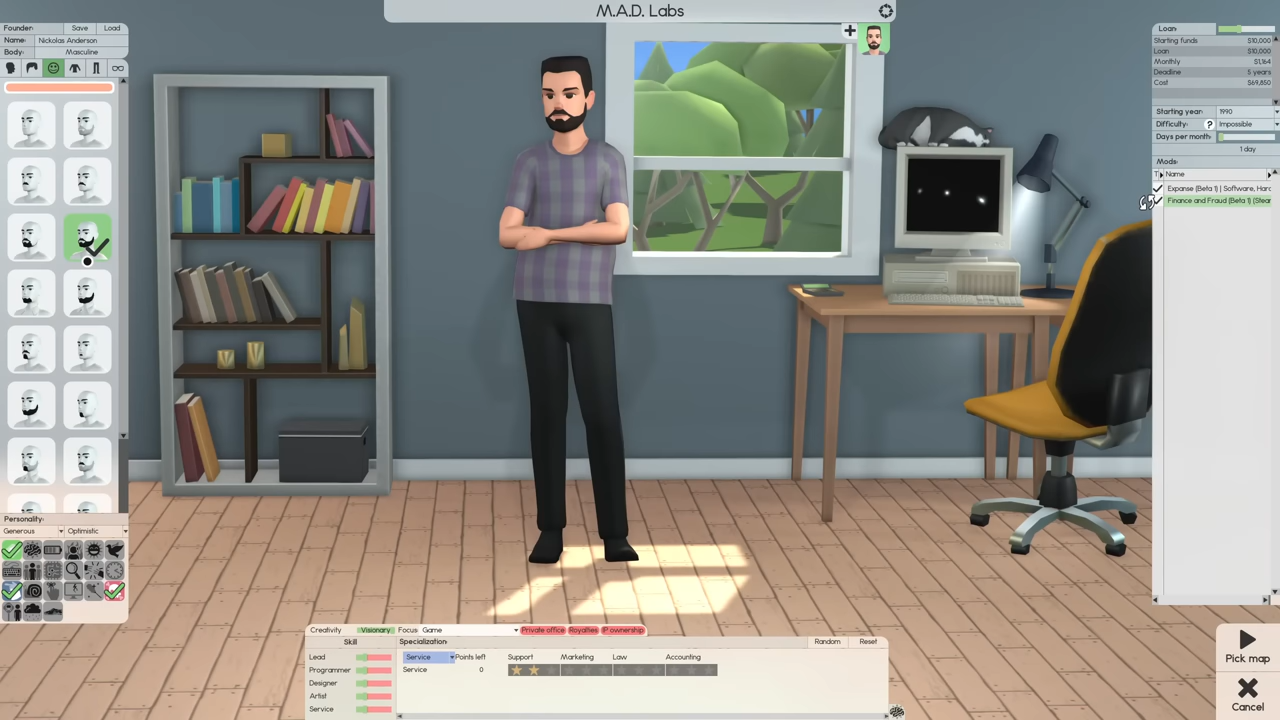 M.A.D. Labs
Founder: Save Load
Name: Nickolas Anderson
Body: Masculine
Personality:
Generous Optimistic
Loan:
Starting funds $10,000
Loan $10,000
Monthly $1,164
Deadline 5 years
Cost $69,850
Starting year: 1990
Difficulty: ? Impossible
Days per month:
1 day
Mods:
T Name
Expanse (Beta 1) | Software, Hard
Finance and Fraud (Beta 1) (Stear
Creativity Visionary Focus: Game Private office Royalties IP ownership
Skill Specialization: Random Reset
Lead Service Points left Support Marketing Law Accounting
Programmer Service 0
Designer
Artist
Service
Pick map
Cancel